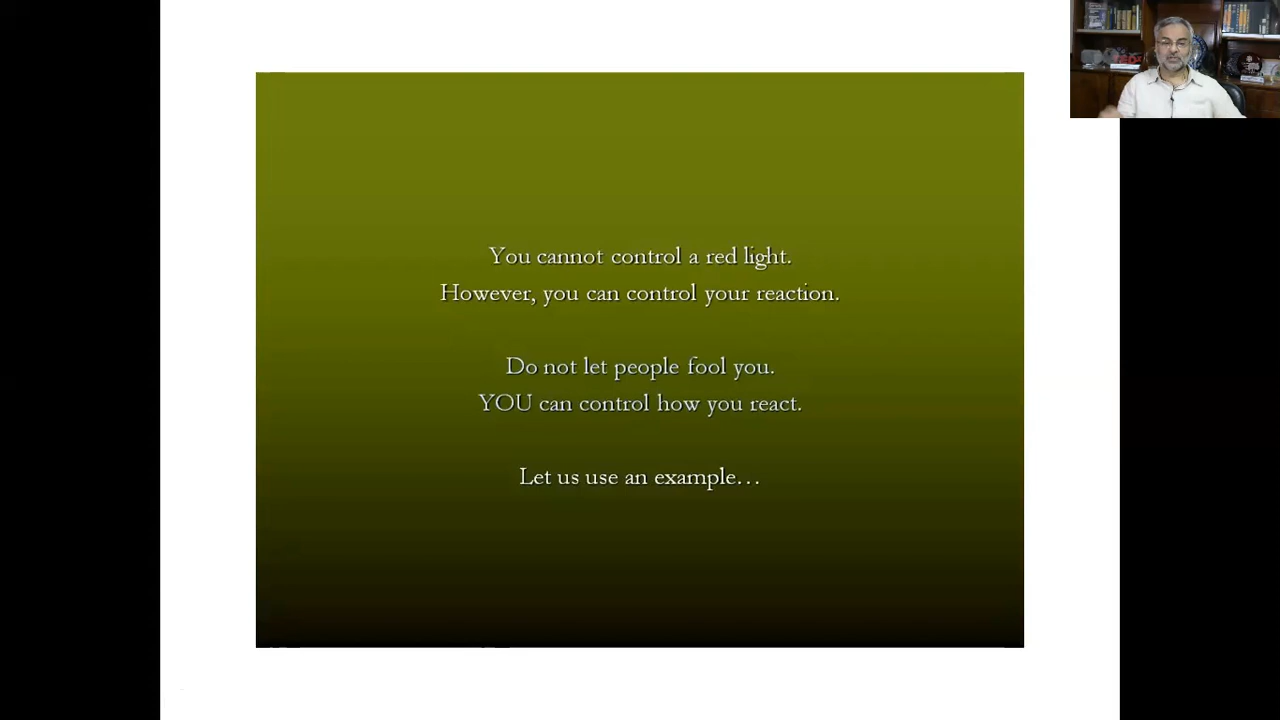 You cannot control a red light.
However, you can control your reaction.
Do not let people fool you.
YOU can control how you react.
Let us use an example…